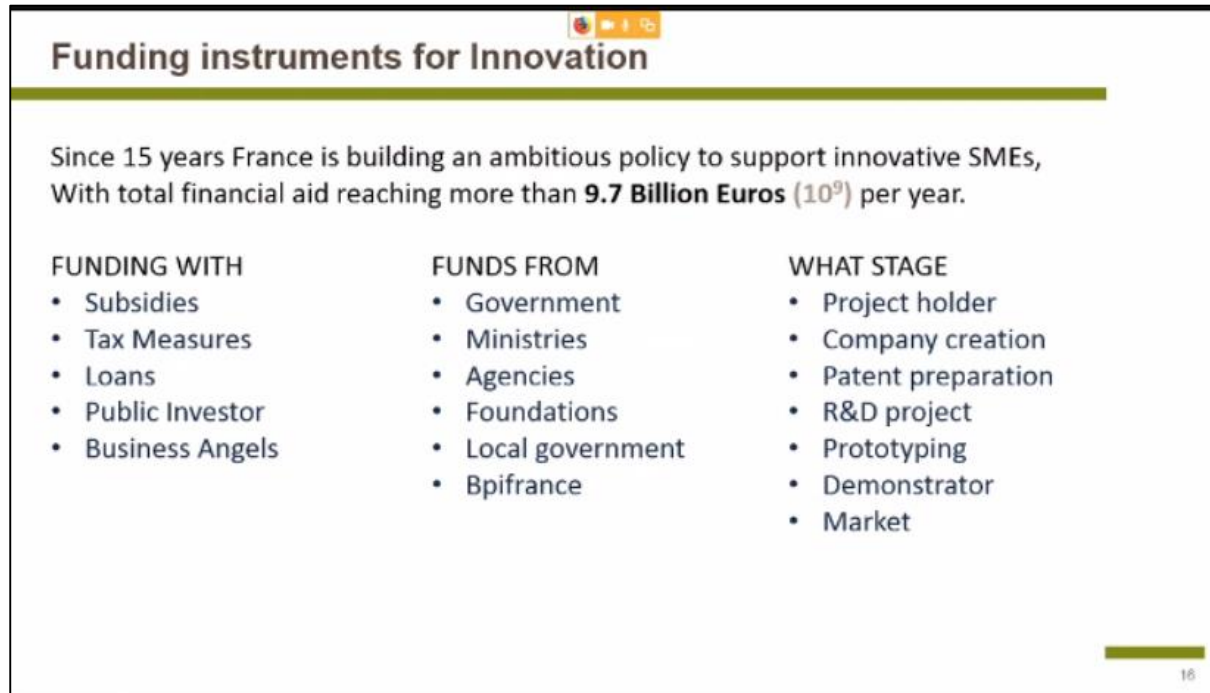 Funding instruments for Innovation
Since 15 years France is building an ambitious policy to support innovative SMEs,
With total financial aid reaching more than 9.7 Billion Euros (10⁹) per year.
FUNDING WITH
• Subsidies
• Tax Measures
• Loans
• Public Investor
• Business Angels
FUNDS FROM
• Government
• Ministries
• Agencies
• Foundations
• Local government
• Bpifrance
WHAT STAGE
• Project holder
• Company creation
• Patent preparation
• R&D project
• Prototyping
• Demonstrator
• Market
16